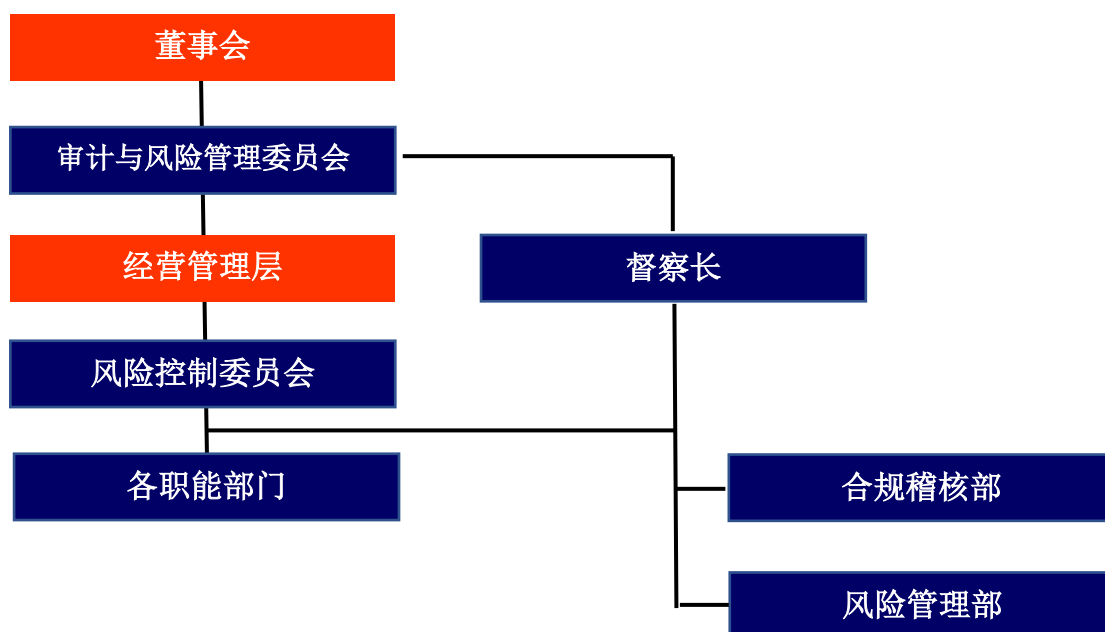 董事会
审计与风险管理委员会
经营管理层
督察长
风险控制委员会
各职能部门
合规稽核部
风险管理部